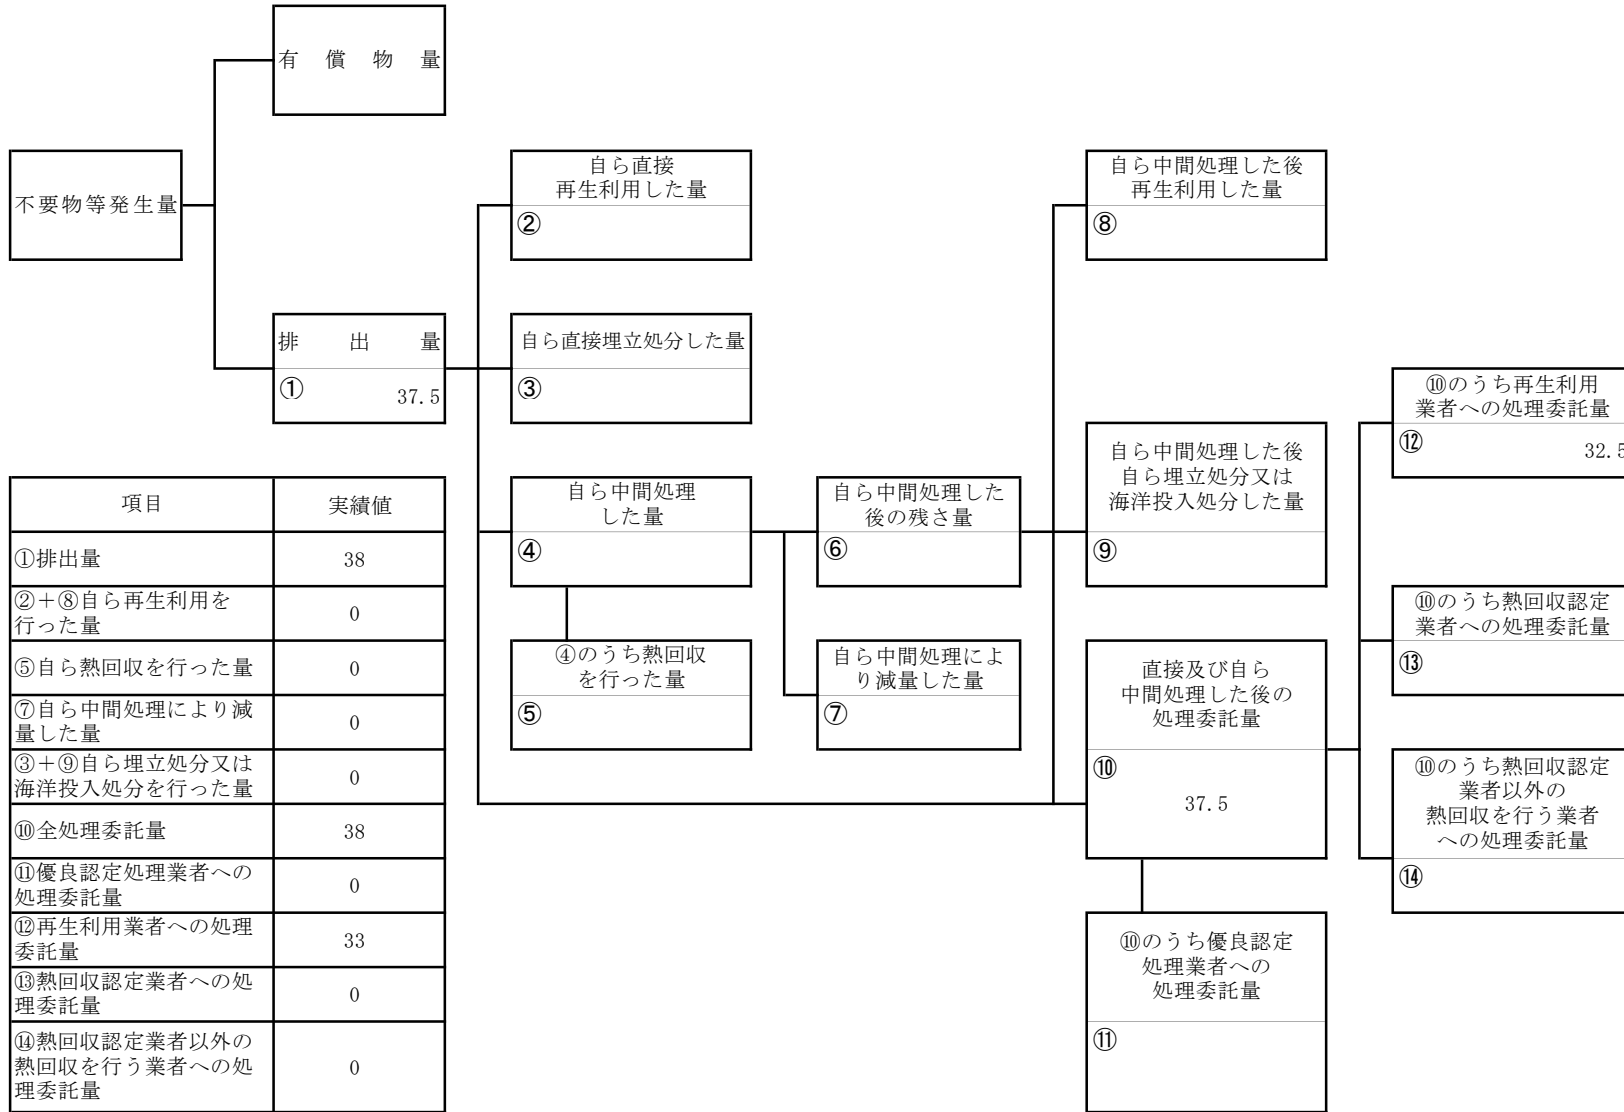 有償物量
不要物等発生量
排出量
①
37.5
自ら直接
再生利用した量
②
自ら直接埋立処分した量
③
自ら中間処理
した量
④
④のうち熱回収
を行った量
⑤
自ら中間処理した
後の残さ量
⑥
自ら中間処理によ
り減量した量
⑦
自ら中間処理した後
再生利用した量
⑧
自ら中間処理した後
自ら埋立処分又は
海洋投入処分した量
⑨
直接及び自ら
中間処理した後の
処理委託量
⑩
37.5
⑩のうち優良認定
処理業者への
処理委託量
⑪
⑩のうち再生利用
業者への処理委託量
⑫
32.5
⑩のうち熱回収認定
業者への処理委託量
⑬
⑩のうち熱回収認定
業者以外の
熱回収を行う業者
への処理委託量
⑭
項目 実績値
①排出量 38
②+⑧自ら再生利用を
行った量 0
⑤自ら熱回収を行った量 0
⑦自ら中間処理により減
量した量 0
③+⑨自ら埋立処分又は
海洋投入処分を行った量 0
⑩全処理委託量 38
⑪優良認定処理業者への
処理委託量 0
⑫再生利用業者への処理
委託量 33
⑬熱回収認定業者への処
理委託量 0
⑭熱回収認定業者以外の
熱回収を行う業者への処
理委託量 0